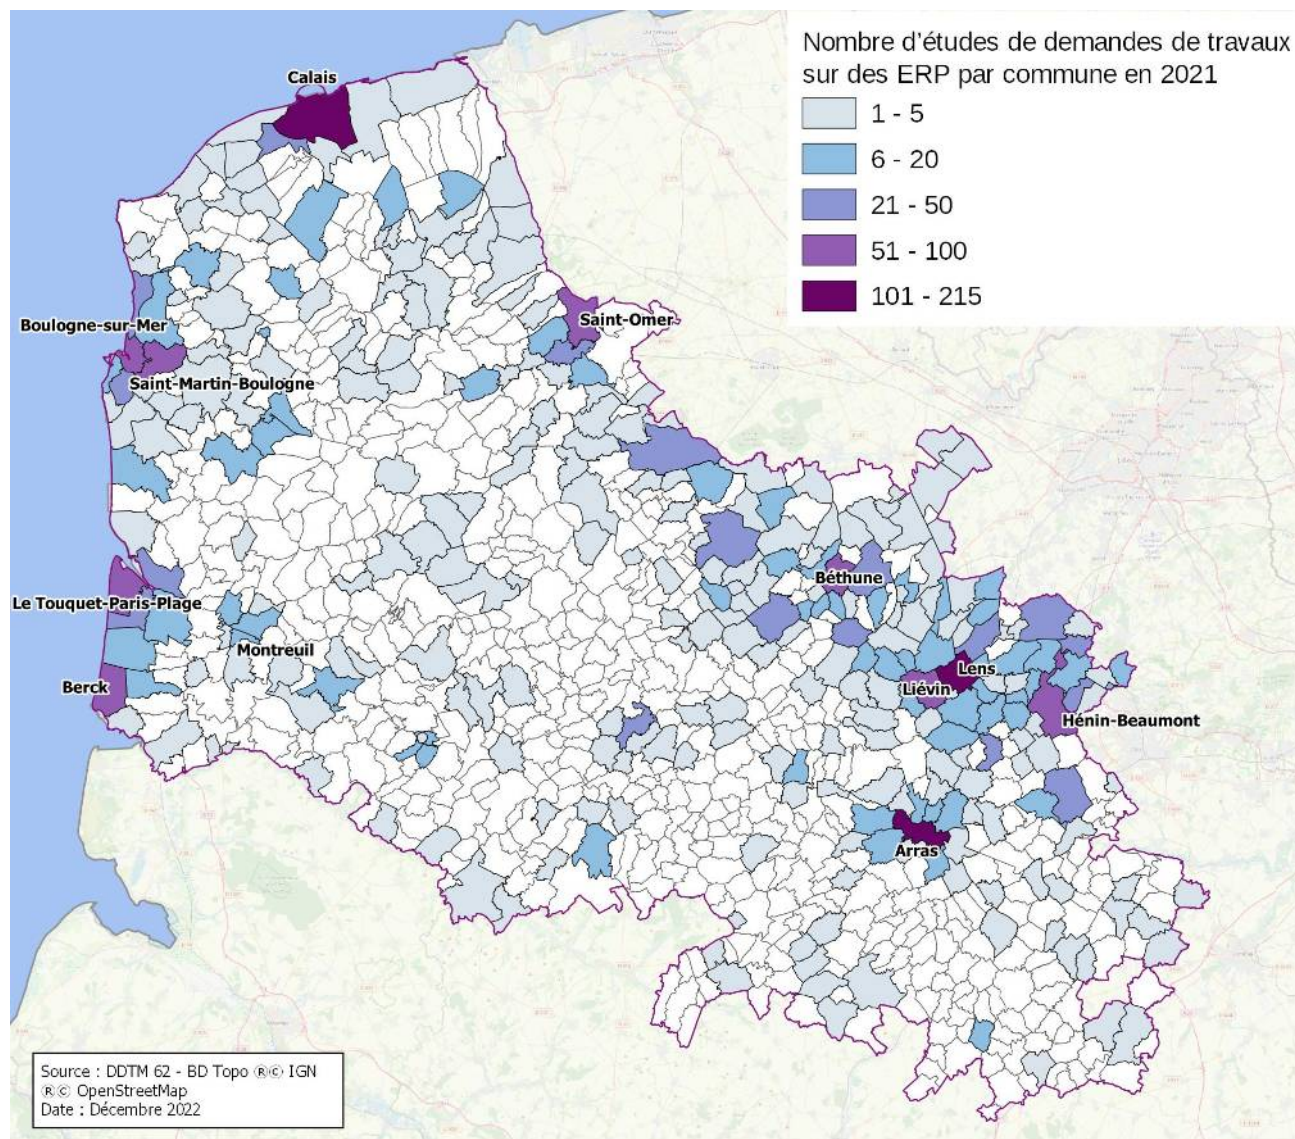 Nombre d'études de demandes de travaux
sur des ERP par commune en 2021
1 - 5
6 - 20
21 - 50
51 - 100
101 - 215
Calais
Saint-Omer
Boulogne-sur-Mer
Saint-Martin-Boulogne
Béthune
Le Touquet-Paris-Plage
Montreuil
Berck
Lens
Liévin
Hénin-Beaumont
Arras
Source : DDTM 62 - BD Topo ®© IGN
®© OpenStreetMap
Date : Décembre 2022